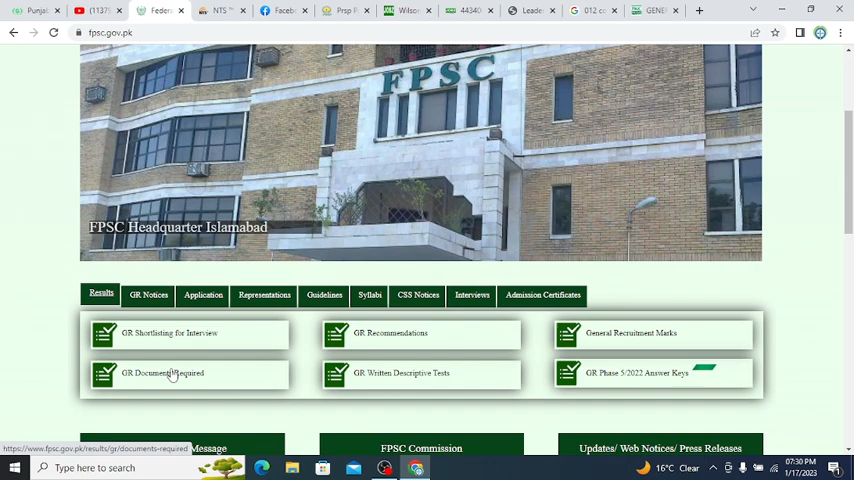 Punjab
(11375
Federa
NTS ™
Faceb
Prsp P
Wilson
44340
Leade
012 co
GENE
fpsc.gov.pk
FPSC
FPSC Headquarter Islamabad
Results
GR Notices
Application
Representations
Guidelines
Syllabi
CSS Notices
Interviews
Admission Certificates
GR Shortlisting for Interview
GR Recommendations
General Recruitment Marks
GR Documents Required
GR Written Descriptive Tests
GR Phase 5/2022 Answer Keys
https://www.fpsc.gov.pk/results/gr/documents-required
Message
FPSC Commission
Updates/ Web Notices/ Press Releases
Type here to search
16°C Clear
07:30 PM
1/17/2023